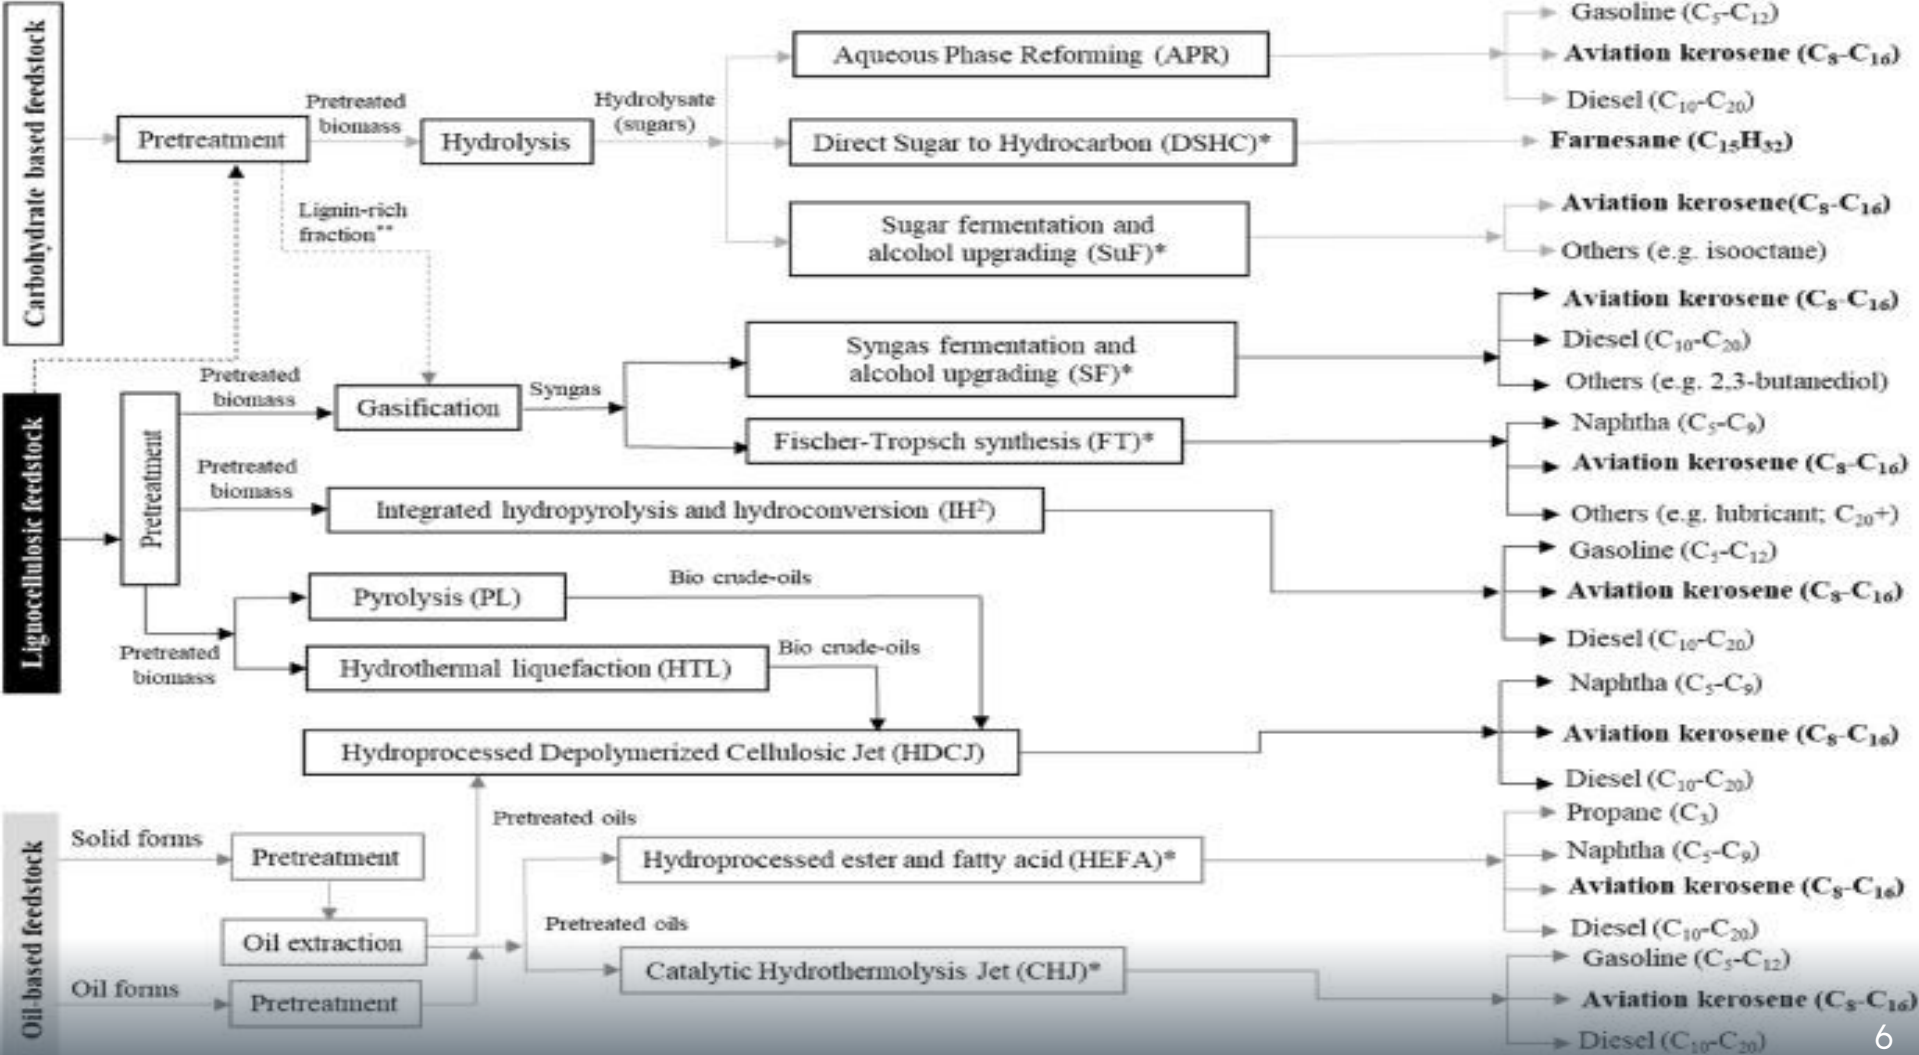 Carbohydrate based feedstock
Pretreatment
Pretreated
biomass
Hydrolysis
Hydrolysate
(sugars)
Aqueous Phase Reforming (APR)
Gasoline (C₅-C₁₂)
Aviation kerosene (C₈-C₁₆)
Diesel (C₁₀-C₂₀)
Direct Sugar to Hydrocarbon (DSHC)*
Farnesane (C₁₅H₃₂)
Lignin-rich
fraction**
Sugar fermentation and
alcohol upgrading (SuF)*
Aviation kerosene(C₈-C₁₆)
Others (e.g. isooctane)
Lignocellulosic feedstock
Pretreatment
Pretreated
biomass
Gasification
Syngas
Syngas fermentation and
alcohol upgrading (SF)*
Aviation kerosene (C₈-C₁₆)
Diesel (C₁₀-C₂₀)
Others (e.g. 2,3-butanediol)
Fischer-Tropsch synthesis (FT)*
Naphtha (C₅-C₉)
Aviation kerosene (C₈-C₁₆)
Others (e.g. lubricant; C₂₀+)
Pretreated
biomass
Integrated hydropyrolysis and hydroconversion (IH²)
Gasoline (C₅-C₁₂)
Aviation kerosene (C₈-C₁₆)
Diesel (C₁₀-C₂₀)
Pretreated
biomass
Pyrolysis (PL)
Bio crude-oils
Hydrothermal liquefaction (HTL)
Bio crude-oils
Hydroprocessed Depolymerized Cellulosic Jet (HDCJ)
Naphtha (C₅-C₉)
Aviation kerosene (C₈-C₁₆)
Diesel (C₁₀-C₂₀)
Oil-based feedstock
Solid forms
Pretreatment
Pretreated oils
Oil extraction
Oil forms
Pretreatment
Pretreated oils
Hydroprocessed ester and fatty acid (HEFA)*
Propane (C₃)
Naphtha (C₅-C₉)
Aviation kerosene (C₈-C₁₆)
Diesel (C₁₀-C₂₀)
Catalytic Hydrothermolysis Jet (CHJ)*
Gasoline (C₅-C₁₂)
Aviation kerosene (C₈-C₁₆)
Diesel (C₁₀-C₂₀)
6